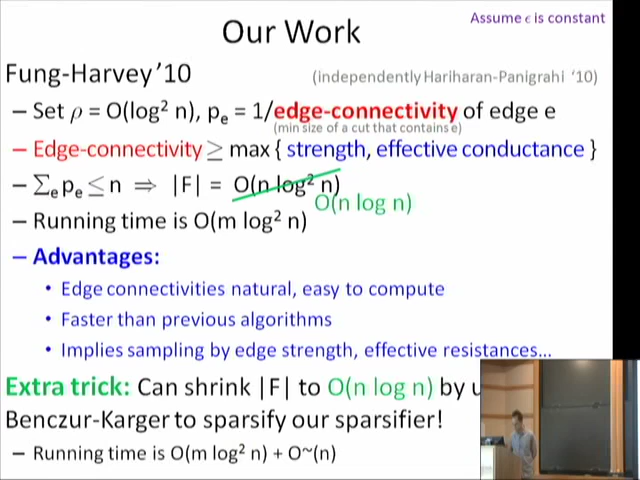 Assume ϵ is constant
Our Work
Fung-Harvey’10 (independently Hariharan-Panigrahi ‘10)
– Set ρ = O(log² n), pₑ = 1/edge-connectivity of edge e
(min size of a cut that contains e)
– Edge-connectivity ≥ max { strength, effective conductance }
– Σₑ pₑ ≤ n ⇒ |F| = O(n log² n)
O(n log n)
– Running time is O(m log² n)
– Advantages:
• Edge connectivities natural, easy to compute
• Faster than previous algorithms
• Implies sampling by edge strength, effective resistances…
Extra trick: Can shrink |F| to O(n log n) by
Benczur-Karger to sparsify our sparsifier!
– Running time is O(m log² n) + O~(n)